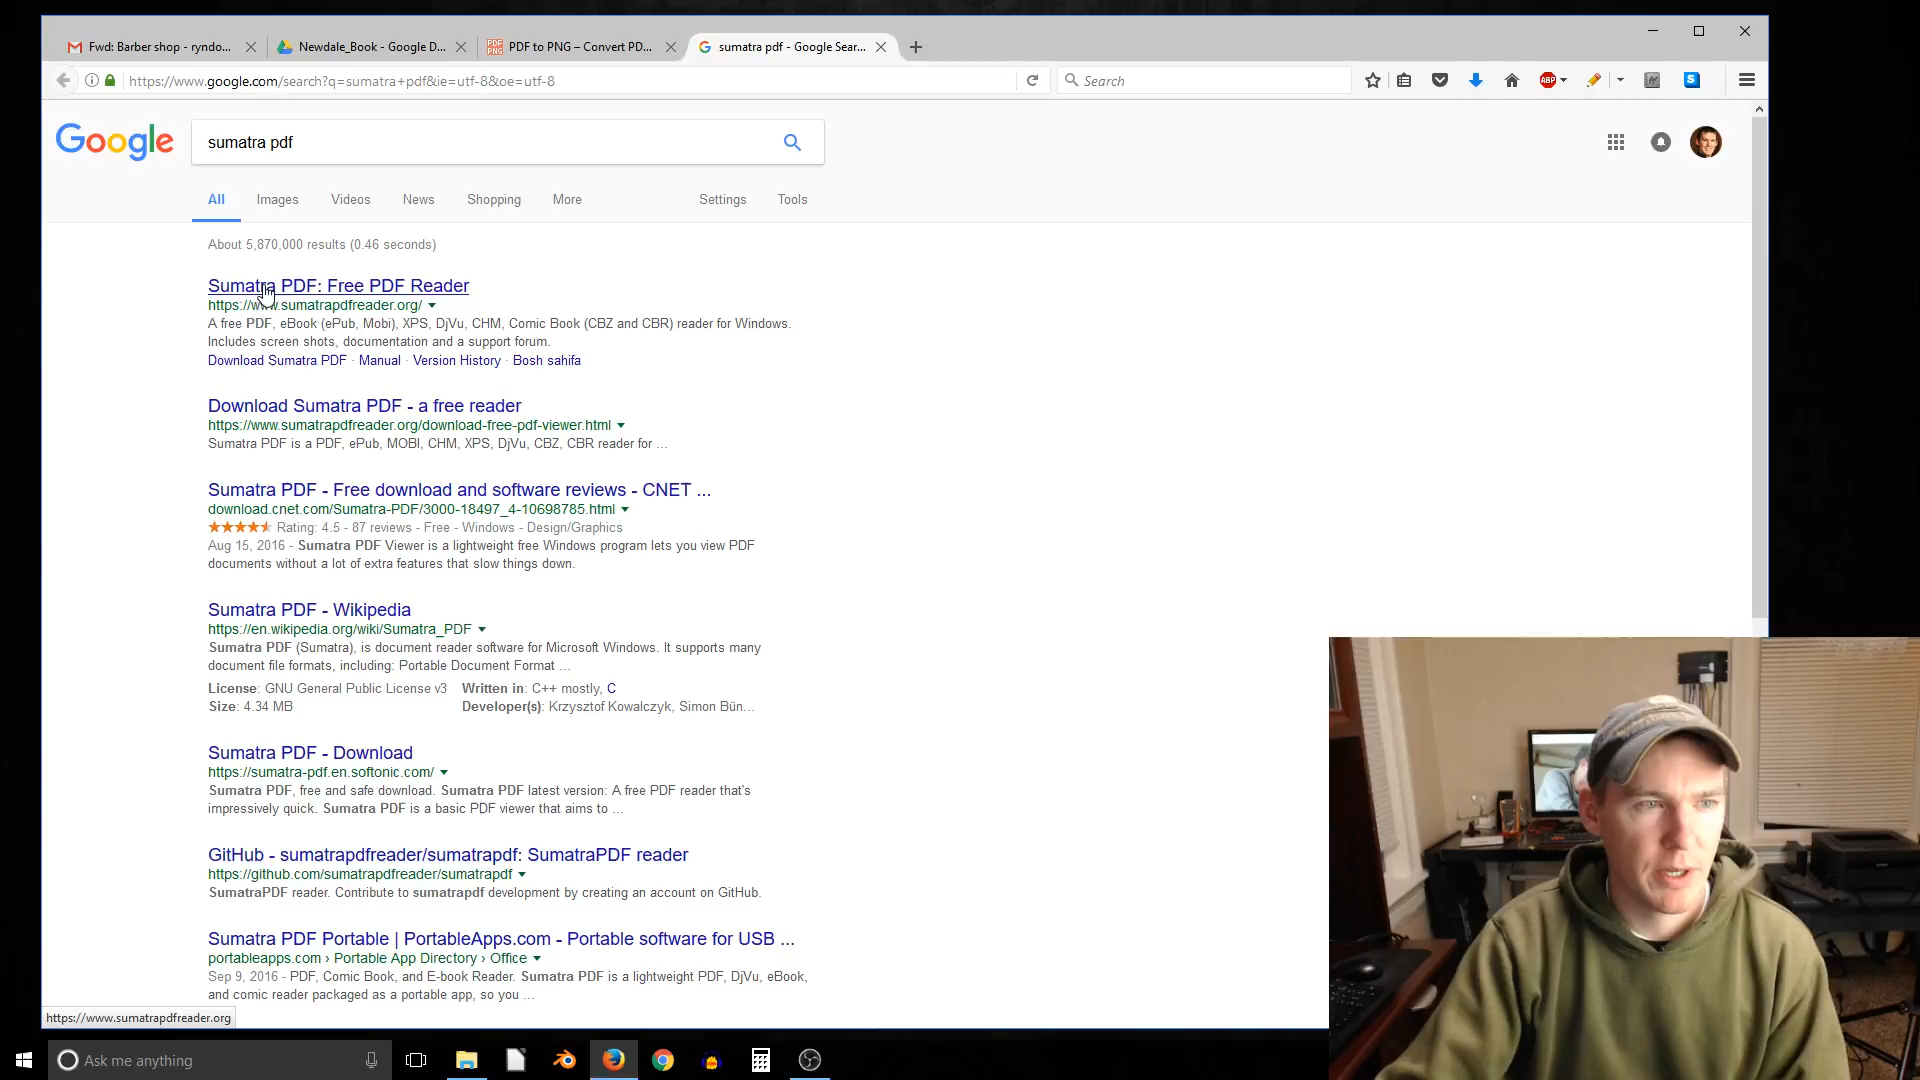 Fwd: Barber shop - ryndo...
Newdale_Book - Google D...
PDF to PNG – Convert PD...
sumatra pdf - Google Sear...
https://www.google.com/search?q=sumatra+pdf&ie=utf-8&oe=utf-8
Search
ABP
Google
sumatra pdf
All
Images
Videos
News
Shopping
More
Settings
Tools
About 5,870,000 results (0.46 seconds)
Sumatra PDF: Free PDF Reader
https://www.sumatrapdfreader.org/
A free PDF, eBook (ePub, Mobi), XPS, DjVu, CHM, Comic Book (CBZ and CBR) reader for Windows.
Includes screen shots, documentation and a support forum.
Download Sumatra PDF · Manual · Version History · Bosh sahifa
Download Sumatra PDF - a free reader
https://www.sumatrapdfreader.org/download-free-pdf-viewer.html
Sumatra PDF is a PDF, ePub, MOBI, CHM, XPS, DjVu, CBZ, CBR reader for ...
Sumatra PDF - Free download and software reviews - CNET ...
download.cnet.com/Sumatra-PDF/3000-18497_4-10698785.html
Rating: 4.5 - 87 reviews - Free - Windows - Design/Graphics
Aug 15, 2016 - Sumatra PDF Viewer is a lightweight free Windows program lets you view PDF
documents without a lot of extra features that slow things down.
Sumatra PDF - Wikipedia
https://en.wikipedia.org/wiki/Sumatra_PDF
Sumatra PDF (Sumatra), is document reader software for Microsoft Windows. It supports many
document file formats, including: Portable Document Format ...
License: GNU General Public License v3 Written in: C++ mostly, C
Size: 4.34 MB Developer(s): Krzysztof Kowalczyk, Simon Bün...
Sumatra PDF - Download
https://sumatra-pdf.en.softonic.com/
Sumatra PDF, free and safe download. Sumatra PDF latest version: A free PDF reader that's
impressively quick. Sumatra PDF is a basic PDF viewer that aims to ...
GitHub - sumatrapdfreader/sumatrapdf: SumatraPDF reader
https://github.com/sumatrapdfreader/sumatrapdf
SumatraPDF reader. Contribute to sumatrapdf development by creating an account on GitHub.
Sumatra PDF Portable | PortableApps.com - Portable software for USB ...
portableapps.com › Portable App Directory › Office
Sep 9, 2016 - PDF, Comic Book, and E-book Reader. Sumatra PDF is a lightweight PDF, DjVu, eBook,
and comic reader packaged as a portable app, so you ...
https://www.sumatrapdfreader.org
Ask me anything